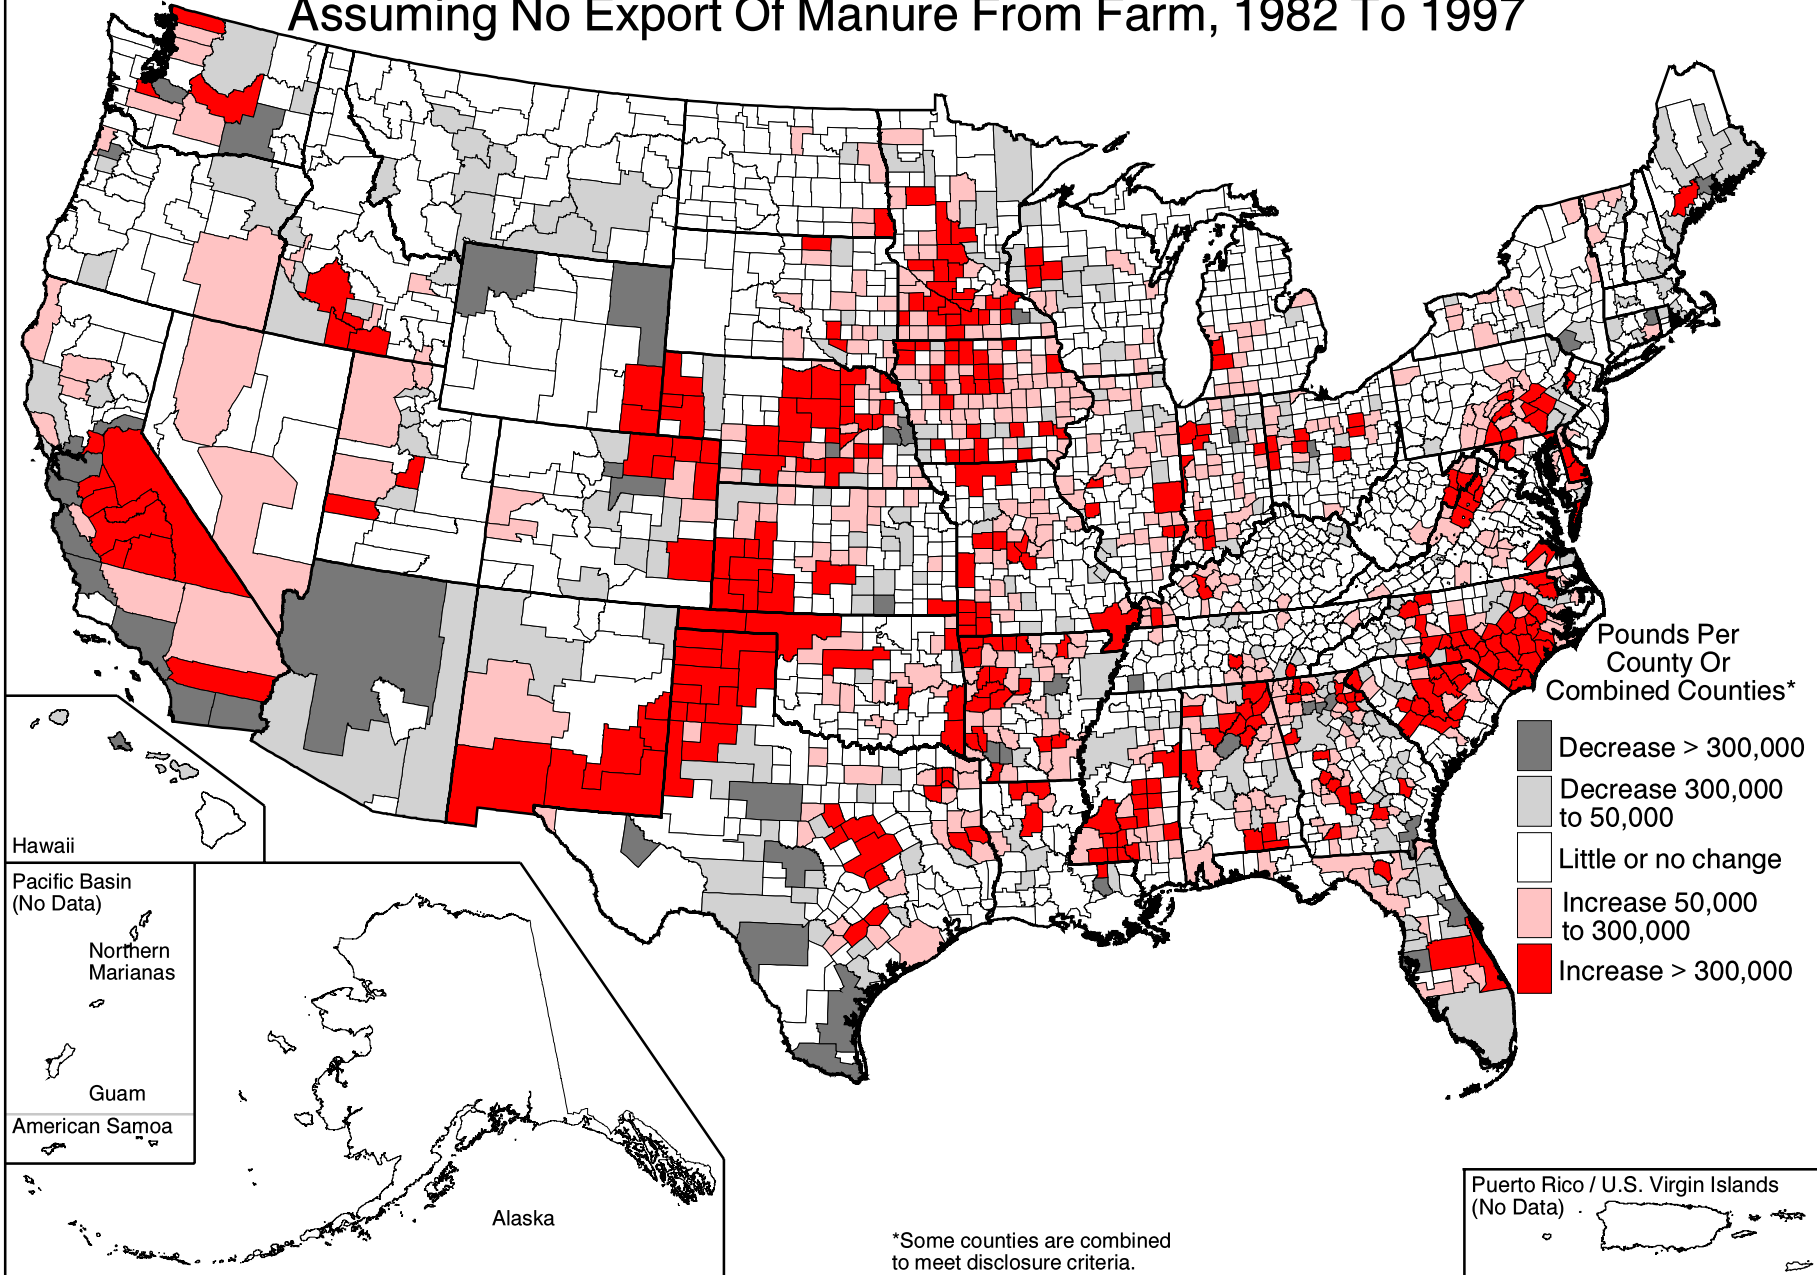 Assuming No Export Of Manure From Farm, 1982 To 1997
Pounds Per
County Or
Combined Counties*
Decrease > 300,000
Decrease 300,000
to 50,000
Little or no change
Increase 50,000
to 300,000
Increase > 300,000
Hawaii
Pacific Basin
(No Data)
Northern
Marianas
Guam
American Samoa
Alaska
*Some counties are combined
to meet disclosure criteria.
Puerto Rico / U.S. Virgin Islands
(No Data)